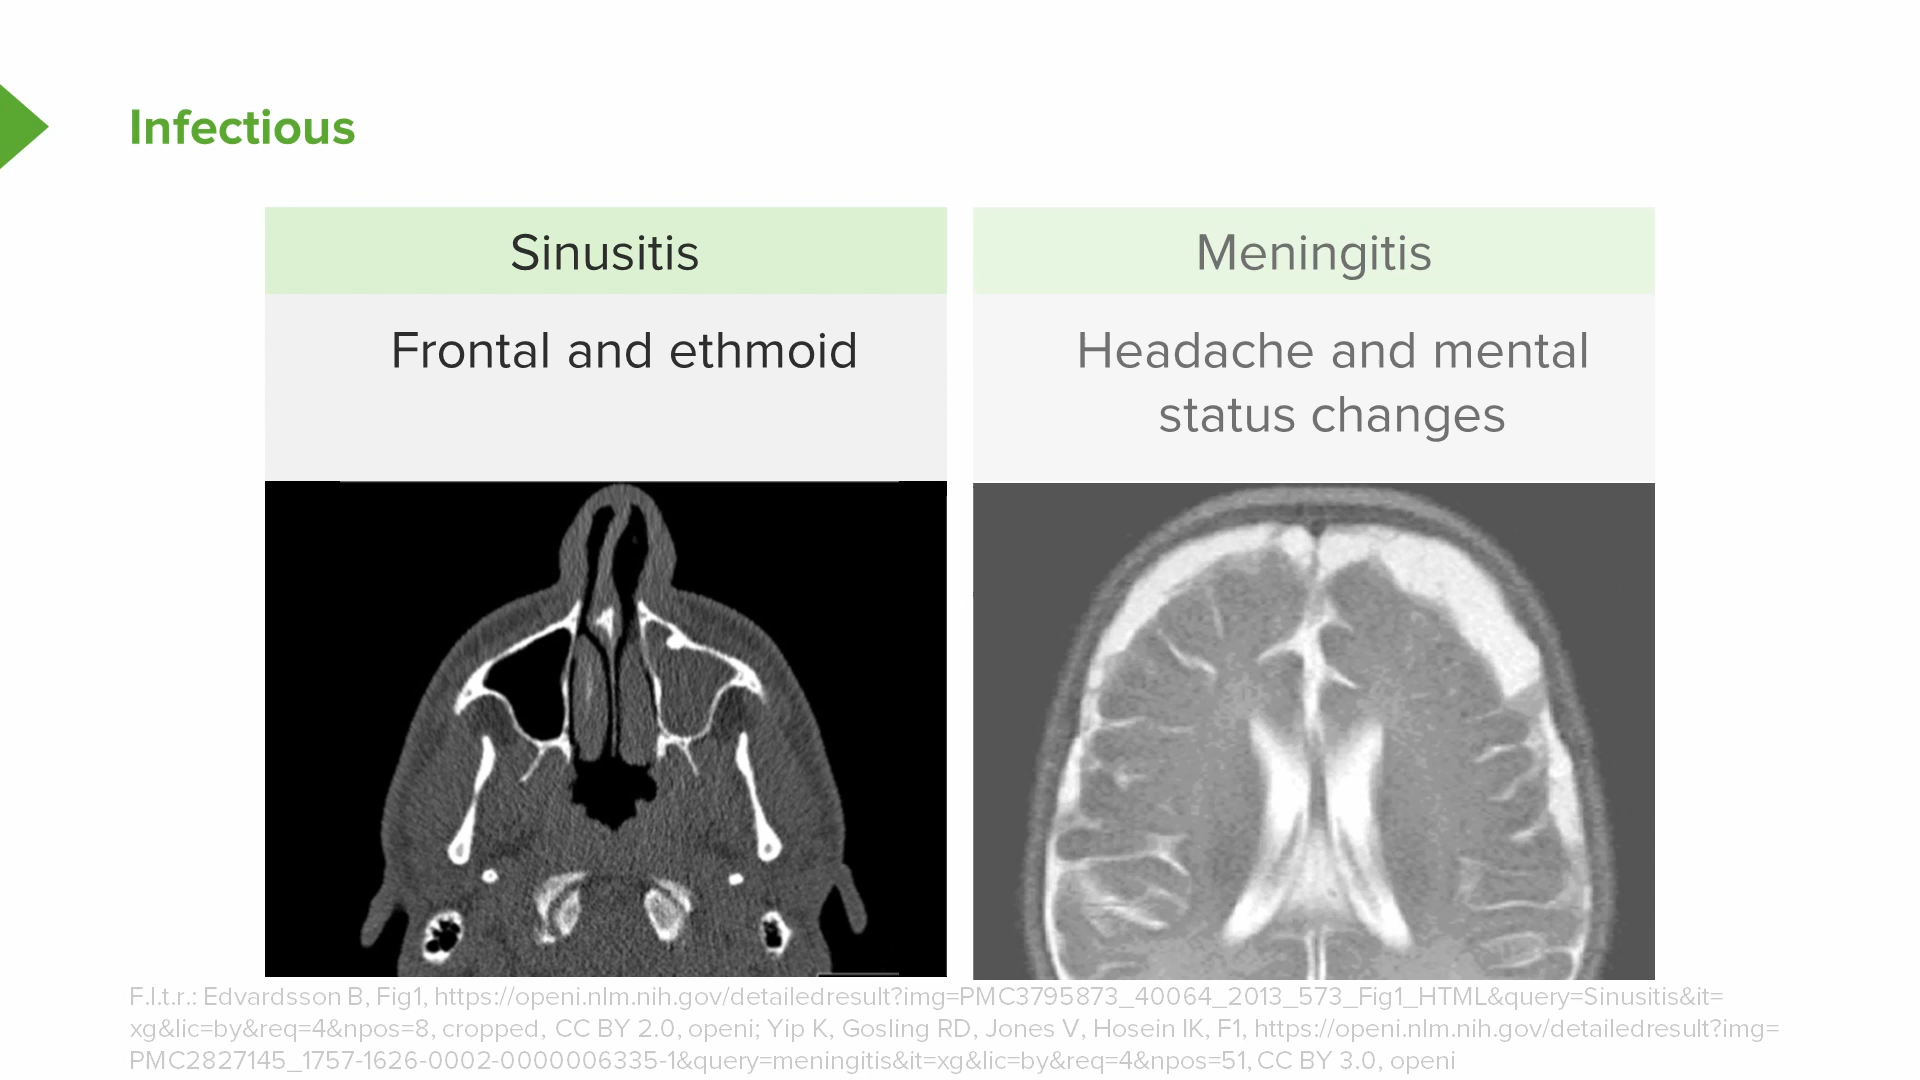 Infectious
Sinusitis
Frontal and ethmoid
Meningitis
Headache and mental
status changes
F.l.t.r.: Edvardsson B, Fig1, https://openi.nlm.nih.gov/detailedresult?img=PMC3795873_40064_2013_573_Fig1_HTML&query=Sinusitis&it=
xg&lic=by&req=4&npos=8, cropped, CC BY 2.0, openi; Yip K, Gosling RD, Jones V, Hosein IK, F1, https://openi.nlm.nih.gov/detailedresult?img=
PMC2827145_1757-1626-0002-0000006335-1&query=meningitis&it=xg&lic=by&req=4&npos=51, CC BY 3.0, openi